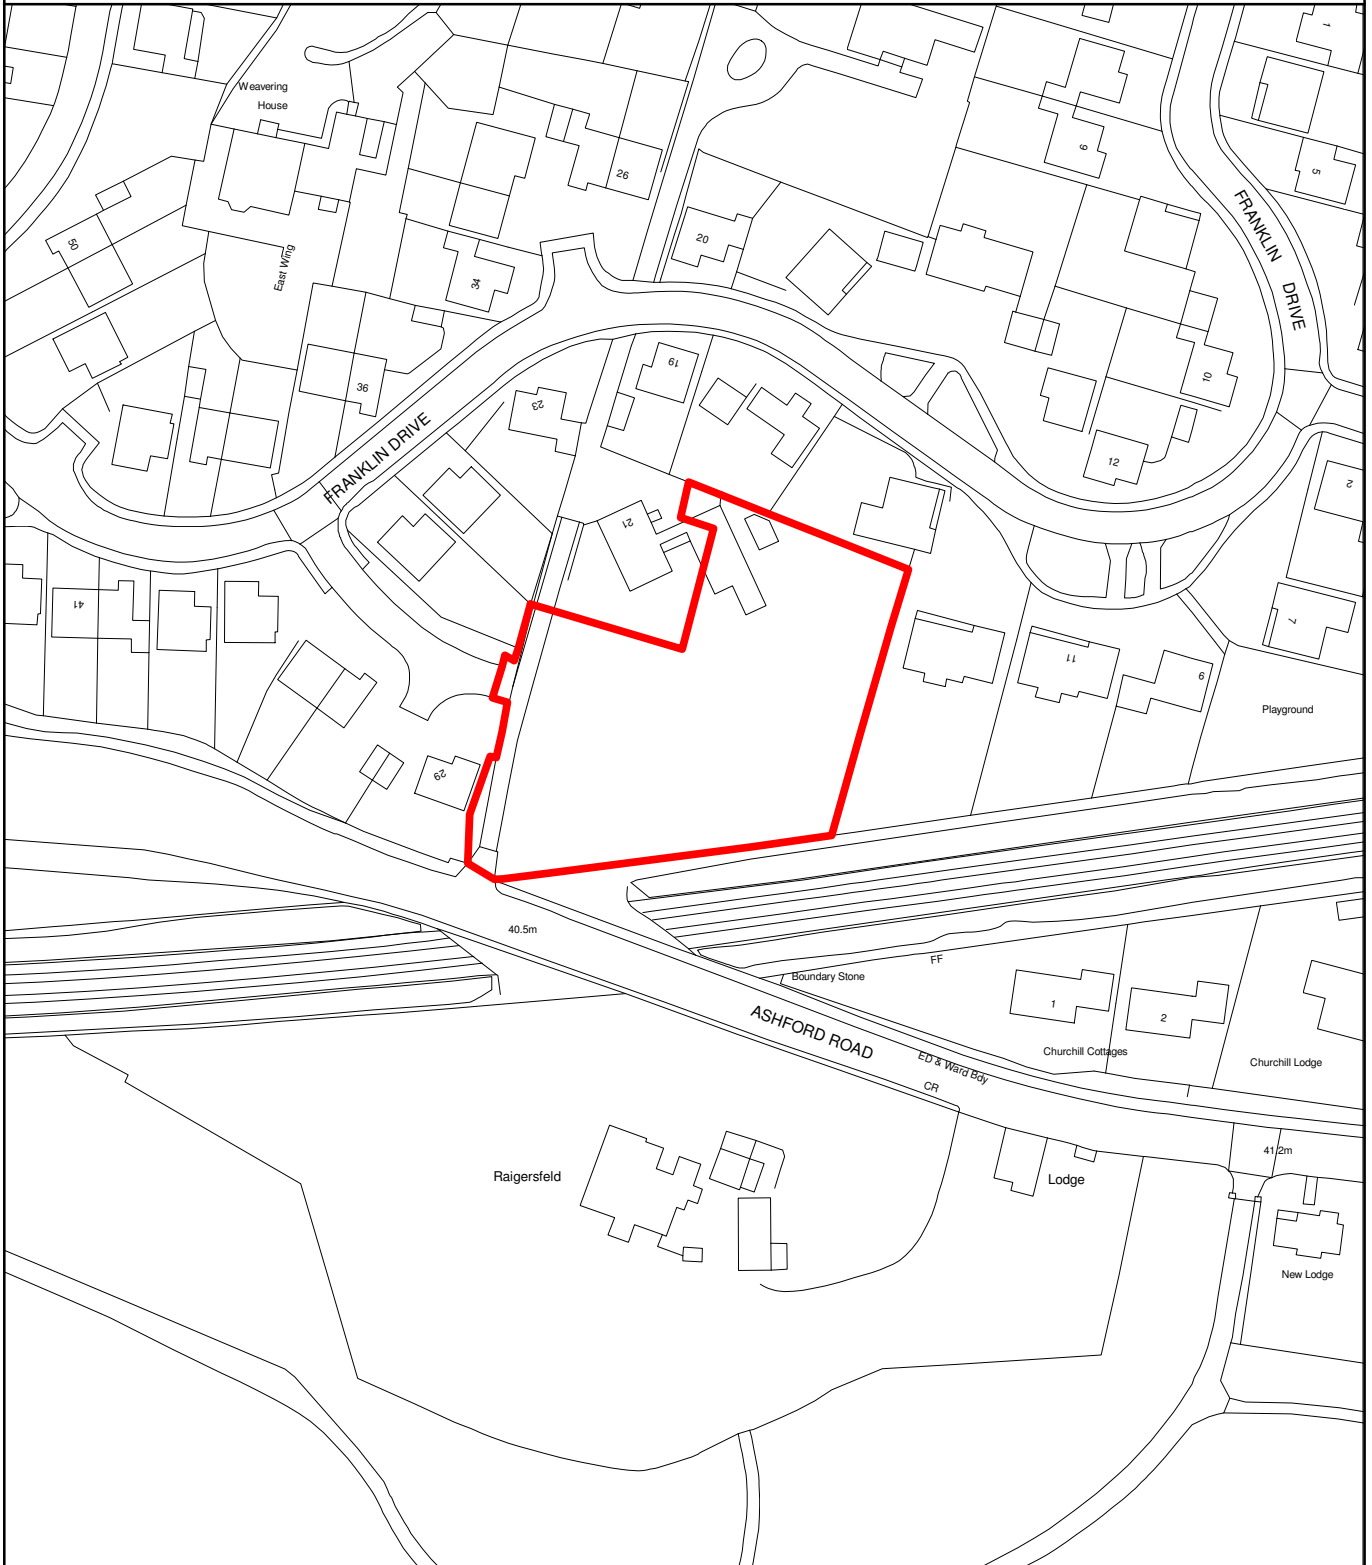 1
Weavering
House
9
5
26
FRANKLIN
DRIVE
20
50
East Wing
34
19
36
10
23
FRANKLIN DRIVE
12
2
21
41
7
11
9
Playground
29
40.5m
FF
Boundary Stone
1
2
ASHFORD ROAD
Churchill Cottages
Churchill Lodge
ED & Ward Bdy
CR
41.2m
Raigersfeld
Lodge
New Lodge